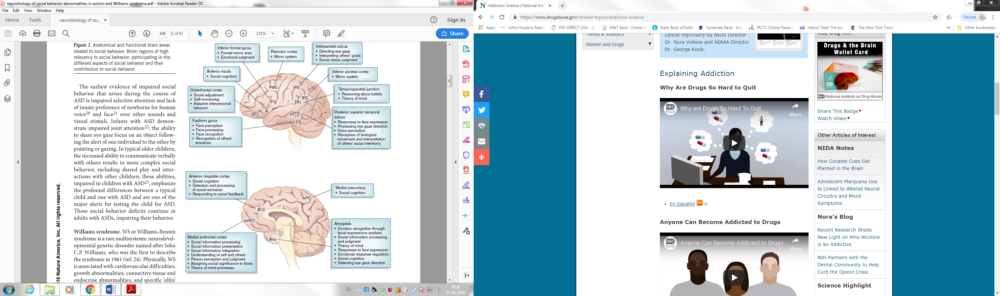 neurobiology of social behavior abnormalities in autism and Williams syndrome.pdf - Adobe Acrobat Reader DC
File Edit View Window Help
Home Tools neurobiology of so... × Sign In
648 (2 of 9) 125% Share
Figure 1 Anatomical and functional brain areas
related to social behavior. Brain regions of high
relevancy to social behavior, participating in the
different aspects of social behavior and their
contribution to social behavior.
The earliest evidence of impaired social
behavior that arises during the course of
ASD is impaired selective attention and lack
of innate preference of newborns for human
voice20 and face21 over other sounds and
visual stimuli. Infants with ASD demon-
strate impaired joint attention22, the ability
to share eye gaze focus on an object follow-
ing the alert of one individual to the other by
pointing or gazing. In typical older children,
the increased ability to communicate verbally
with others results in more complex social
behavior, including shared play and inter-
actions with other children; these abilities,
impaired in children with ASD23, emphasize
the profound differences between a typical
child and one with ASD and are one of the
major alerts for testing the child for ASD.
These social behavior deficits continue in
adults with ASDs, impairing their behavior.
Williams syndrome. WS or Williams-Beuren
syndrome is a rare multisystemic neurodevel-
opmental genetic disorder named after John
C.P. Williams, who was the first to describe
the syndrome in 1961 (ref. 24). Physically, WS
is associated with cardiovascular difficulties,
growth abnormalities, connective tissue and
endocrine abnormalities, and specific 'elfin'
16 Nature America, Inc. All rights reserved.
Inferior frontal gyrus
• Frontal mirror area
• Emotional judgment
Premotor cortex
• Mirror system
Interparietal sulcus
• Directing eye gaze
• Interpreting others' goals
• Social status judgment
Anterior insula
• Social cognition
Inferior parietal cortex
• Mirror system
Orbitofrontal cortex
• Social adjustment
• Self-monitoring
• Adaptive interpersonal
behavior
Temporoparietal junction
• Reasoning about beliefs
• Theory of mind
Fusiform gyrus
• Face perception
• Face processing
• Face recognition
• Recognition of others'
emotions
Posterior superior temporal
sulcus
• Responses to face expression
• Processing eye gaze direction
• Voice perception
• Perception of biological
movement and interpretation
of others' social intentions
PMC
IPS
IPC
IFG
TPJ
AI
OFC
pSTS
FG
Anterior cingulate cortex
• Social cognition
• Detection and processing
of social exclusion
• Responding to social feedback
Medial precuneus
• Social cognition
mPC
ACC
mPFC
Amy
Medial prefrontal cortex
• Social information processing
• Social information presentation
• Social information integration
• Understanding of self and others
• Person perception and judgment
• Assigning social significance to faces
• Theory of mind processes
Amygdala
• Emotion recognition through
facial expressions analysis
• Social information processing
and judgment
• Theory of mind
• Responses to face expression
• Emotional response regulation
• Social cognition
• Detecting eye gaze direction
09:36
25-10-2018
Addiction Science | National Inst
https://www.drugabuse.gov/related-topics/addiction-science
Paused
Apps Johns Hopkins Feder ING DIRECT USA - Sa M&T Bank : Online B State Bank of India Syndicate Bank - Indi IRCTC Online Passen Yahoo! Mail: The bes The New York Times » Other bookmarks
Trends & Statistics
Women and Drugs
Lancet Psychiatry by NIDA Director
Dr. Nora Volkow and NIAAA Director
Dr. George Koob.
Explaining Addiction
Why Are Drugs So Hard to Quit
NIH Why are Drugs So Hard To Quit
Share
• En Español Es
Anyone Can Become Addicted to Drugs
NIH Anyone Can Become Addicted to Drugs
Share
Stay drug free?
Drugs & the Brain
Wallet Card
NIH
NIH National Institute on Drug Abuse
Share This Badge
Watch Video
Other Articles of Interest
NIDA Notes
How Cocaine Cues Get
Planted in the Brain
Adolescent Marijuana Use
Is Linked to Altered Neural
Circuitry and Mood
Symptoms
Nora's Blog
Recent Research Sheds
New Light on Why Nicotine
is So Addictive
NIH Partners with the
Dental Community to Help
Curb the Opioid Crisis
Science Highlight